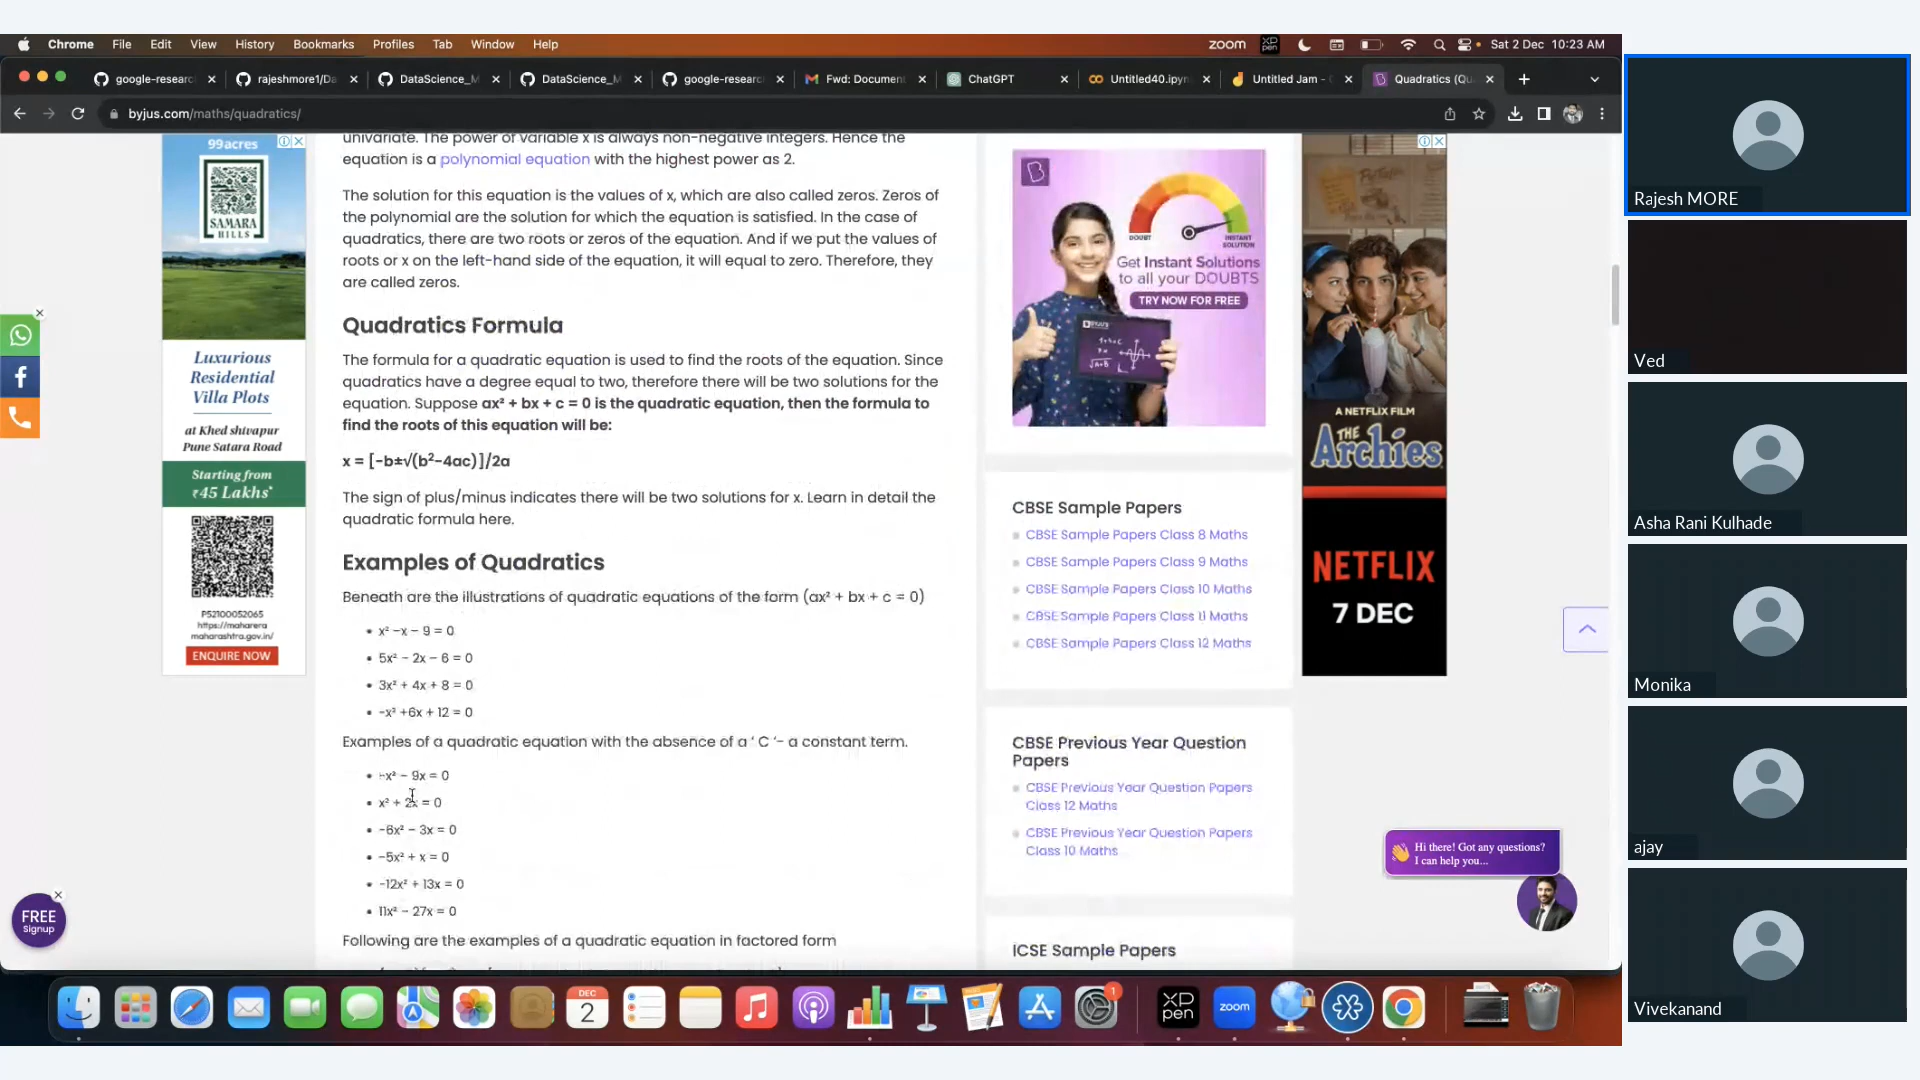 Chrome File Edit View History Bookmarks Profiles Tab Window Help
zoom XP pen Sat 2 Dec 10:23 AM
google-researc
rajeshmore1/Da
DataScience_M
DataScience_M
google-researc
Fwd: Documen
ChatGPT
Untitled40.ipyn
Untitled Jam -
Quadratics (Qu
byjus.com/maths/quadratics/
99acres
SAMARA
HILLS
Luxurious
Residential
Villa Plots
at Khed shivapur
Pune Satara Road
Starting from
₹45 Lakhs*
P52100052065
https://maharera
maharashtra.gov.in/
ENQUIRE NOW
FREE
Signup
univariate. The power of variable x is always non-negative integers. Hence the
equation is a polynomial equation with the highest power as 2.
The solution for this equation is the values of x, which are also called zeros. Zeros of
the polynomial are the solution for which the equation is satisfied. In the case of
quadratics, there are two roots or zeros of the equation. And if we put the values of
roots or x on the left-hand side of the equation, it will equal to zero. Therefore, they
are called zeros.
Quadratics Formula
The formula for a quadratic equation is used to find the roots of the equation. Since
quadratics have a degree equal to two, therefore there will be two solutions for the
equation. Suppose ax² + bx + c = 0 is the quadratic equation, then the formula to
find the roots of this equation will be:
x = [-b±√(b²-4ac)]/2a
The sign of plus/minus indicates there will be two solutions for x. Learn in detail the
quadratic formula here.
Examples of Quadratics
Beneath are the illustrations of quadratic equations of the form (ax² + bx + c = 0)
x² –x – 9 = 0
5x² – 2x – 6 = 0
3x² + 4x + 8 = 0
-x² +6x + 12 = 0
Examples of a quadratic equation with the absence of a ‘ C ‘– a constant term.
-x² – 9x = 0
x² + 2x = 0
-6x² – 3x = 0
-5x² + x = 0
-12x² + 13x = 0
11x² – 27x = 0
Following are the examples of a quadratic equation in factored form
DOUBT
INSTANT
SOLUTION
Get Instant Solutions
to all your DOUBTS
TRY NOW FOR FREE
CBSE Sample Papers
CBSE Sample Papers Class 8 Maths
CBSE Sample Papers Class 9 Maths
CBSE Sample Papers Class 10 Maths
CBSE Sample Papers Class 11 Maths
CBSE Sample Papers Class 12 Maths
CBSE Previous Year Question
Papers
CBSE Previous Year Question Papers
Class 12 Maths
CBSE Previous Year Question Papers
Class 10 Maths
ICSE Sample Papers
A NETFLIX FILM
THE
Archies
NETFLIX
7 DEC
Hi there! Got any questions?
I can help you...
DEC
2
1
XP
pen
zoom
Rajesh MORE
Ved
Asha Rani Kulhade
Monika
ajay
Vivekanand